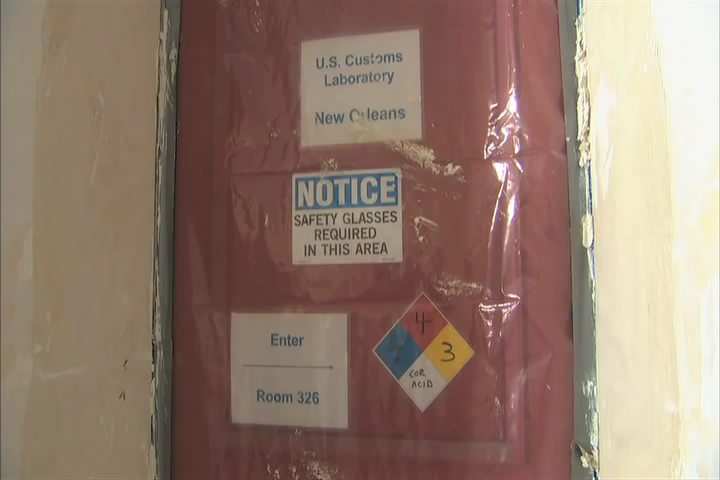 U.S. Customs
Laboratory
New Orleans
NOTICE
SAFETY GLASSES
REQUIRED
IN THIS AREA
Enter
Room 326
4
3
COR
ACID